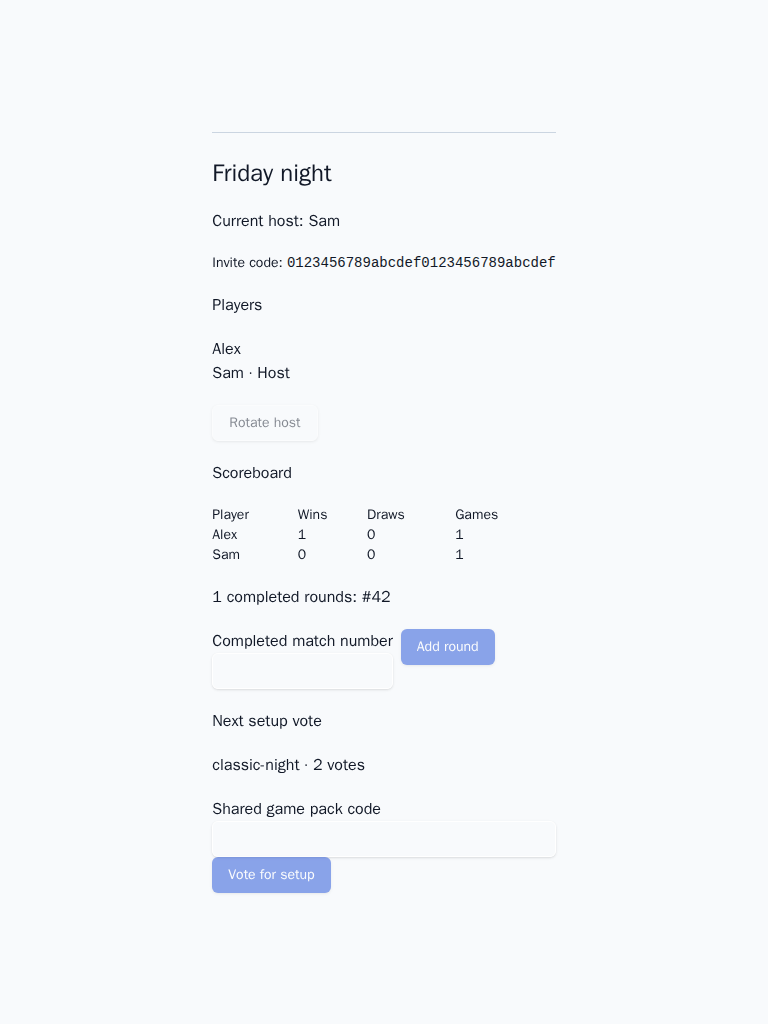 Friday night
Current host: Sam
Invite code: 0123456789abcdef0123456789abcdef
Players
Alex
Sam · Host
Rotate host
Scoreboard
Player Wins Draws Games
Alex 1 0 1
Sam 0 0 1
1 completed rounds: #42
Completed match number
Add round
Next setup vote
classic-night · 2 votes
Shared game pack code
Vote for setup